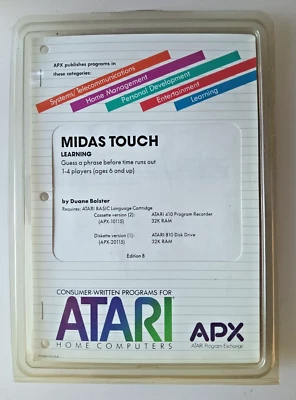 APX publishes programs in
these categories:
Systems/Telecommunications
Home Management
Personal Development
Entertainment
Learning
MIDAS TOUCH
LEARNING
Guess a phrase before time runs out
1-4 players (ages 6 and up)
by Duane Bolster
Requires: ATARI BASIC Language Cartridge
Cassette version (2): ATARI 410 Program Recorder
(APX-10115) 32K RAM
Diskette version (1): ATARI 810 Disk Drive
(APX-20115) 32K RAM
Edition B
CONSUMER-WRITTEN PROGRAMS FOR
ATARI
HOME COMPUTERS
APX
ATARI Program Exchange